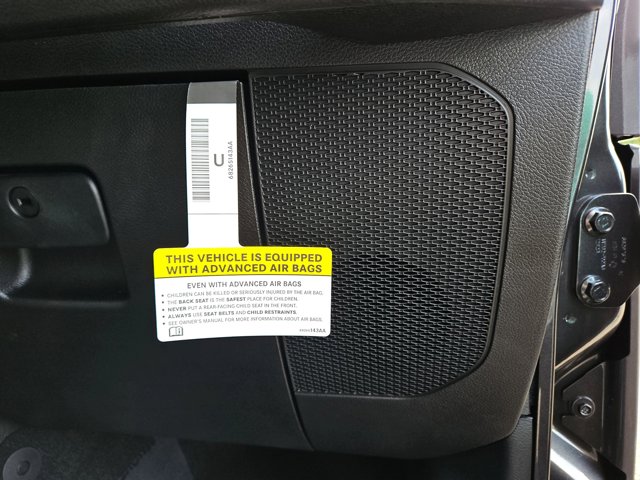 U
68265143AA
THIS VEHICLE IS EQUIPPED
WITH ADVANCED AIR BAGS
EVEN WITH ADVANCED AIR BAGS
• CHILDREN CAN BE KILLED OR SERIOUSLY INJURED BY THE AIR BAG.
• THE BACK SEAT IS THE SAFEST PLACE FOR CHILDREN.
• NEVER PUT A REAR-FACING CHILD SEAT IN THE FRONT.
• ALWAYS USE SEAT BELTS AND CHILD RESTRAINTS.
• SEE OWNER'S MANUAL FOR MORE INFORMATION ABOUT AIR BAGS.
68265143AA